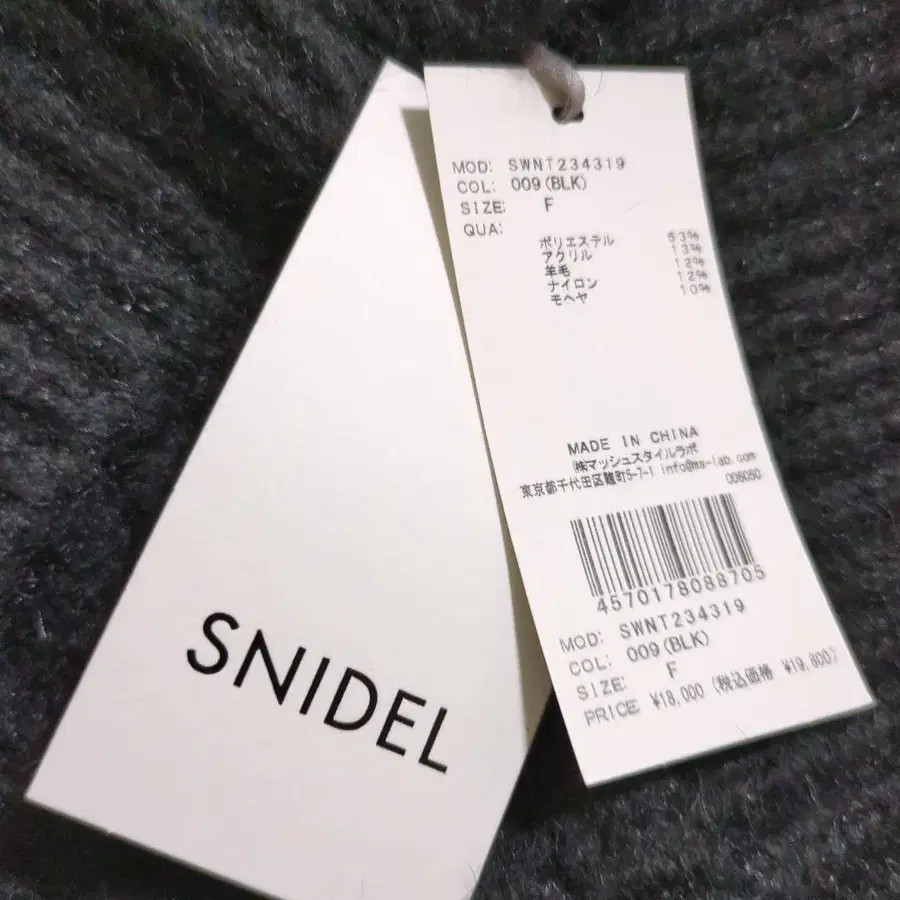 SNIDEL
MOD: SWNT234319
COL: 009(BLK)
SIZE: F
QUA:
ポリエステル 53%
アクリル 13%
羊毛 12%
ナイロン 12%
モヘヤ 10%
MADE IN CHINA
㈱マッシュスタイルラボ
東京都千代田区麹町5-7-1 info@ms-lab.com
006050
4570178088705
MOD: SWNT234319
COL: 009(BLK)
SIZE: F
PRICE: ¥18,000 (税込価格 ¥19,800)